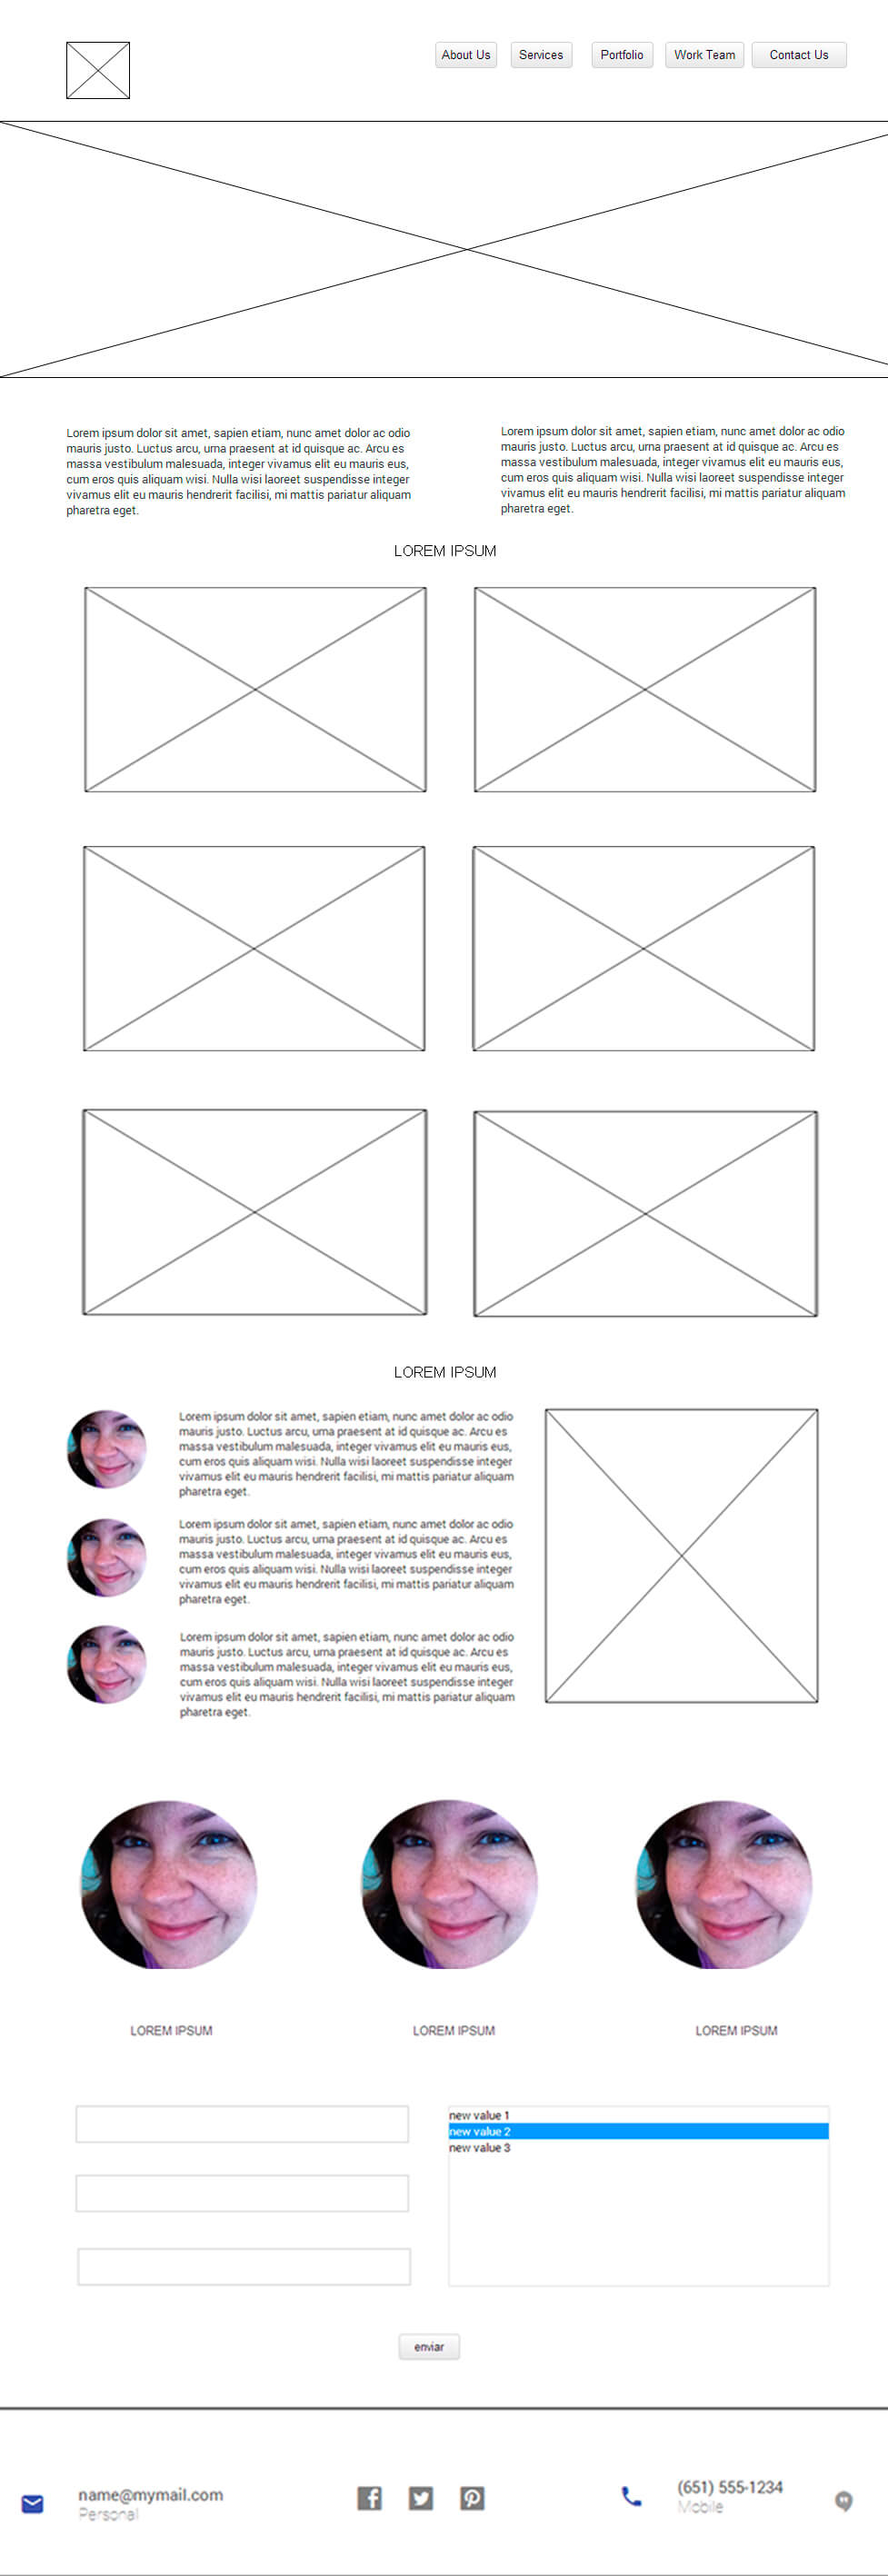 About Us Services Portfolio Work Team Contact Us
Lorem ipsum dolor sit amet, sapien etiam, nunc amet dolor ac odio
mauris justo. Luctus arcu, urna praesent at id quisque ac. Arcu es
massa vestibulum malesuada, integer vivamus elit eu mauris eus,
cum eros quis aliquam wisi. Nulla wisi laoreet suspendisse integer
vivamus elit eu mauris hendrerit facilisi, mi mattis pariatur aliquam
pharetra eget.
Lorem ipsum dolor sit amet, sapien etiam, nunc amet dolor ac odio
mauris justo. Luctus arcu, urna praesent at id quisque ac. Arcu es
massa vestibulum malesuada, integer vivamus elit eu mauris eus,
cum eros quis aliquam wisi. Nulla wisi laoreet suspendisse integer
vivamus elit eu mauris hendrerit facilisi, mi mattis pariatur aliquam
pharetra eget.
LOREM IPSUM
LOREM IPSUM
Lorem ipsum dolor sit amet, sapien etiam, nunc amet dolor ac odio
mauris justo. Luctus arcu, urna praesent at id quisque ac. Arcu es
massa vestibulum malesuada, integer vivamus elit eu mauris eus,
cum eros quis aliquam wisi. Nulla wisi laoreet suspendisse integer
vivamus elit eu mauris hendrerit facilisi, mi mattis pariatur aliquam
pharetra eget.
Lorem ipsum dolor sit amet, sapien etiam, nunc amet dolor ac odio
mauris justo. Luctus arcu, urna praesent at id quisque ac. Arcu es
massa vestibulum malesuada, integer vivamus elit eu mauris eus,
cum eros quis aliquam wisi. Nulla wisi laoreet suspendisse integer
vivamus elit eu mauris hendrerit facilisi, mi mattis pariatur aliquam
pharetra eget.
Lorem ipsum dolor sit amet, sapien etiam, nunc amet dolor ac odio
mauris justo. Luctus arcu, urna praesent at id quisque ac. Arcu es
massa vestibulum malesuada, integer vivamus elit eu mauris eus,
cum eros quis aliquam wisi. Nulla wisi laoreet suspendisse integer
vivamus elit eu mauris hendrerit facilisi, mi mattis pariatur aliquam
pharetra eget.
LOREM IPSUM LOREM IPSUM LOREM IPSUM
new value 1
new value 2
new value 3
enviar
name@mymail.com
Personal
(651) 555-1234
Mobile